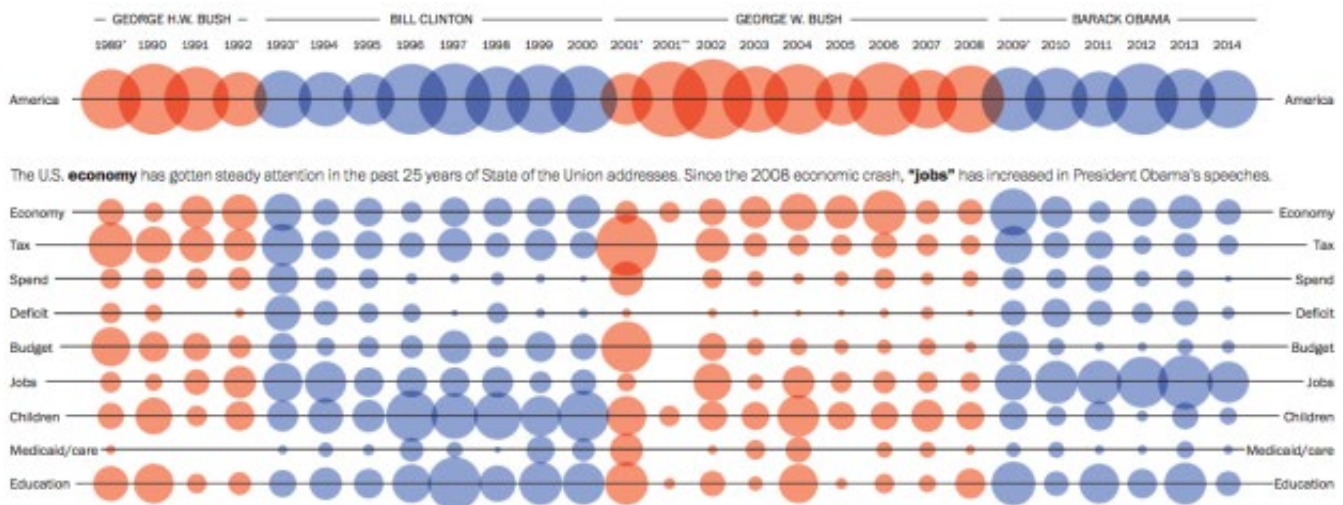 GEORGE H.W. BUSH BILL CLINTON GEORGE W. BUSH BARACK OBAMA
1989* 1990 1991 1992 1993* 1994 1995 1996 1997 1998 1999 2000 2001* 2001** 2002 2003 2004 2005 2006 2007 2008 2009* 2010 2011 2012 2013 2014
America America
The U.S. economy has gotten steady attention in the past 25 years of State of the Union addresses. Since the 2008 economic crash, "jobs" has increased in President Obama's speeches.
Economy Economy
Tax Tax
Spend Spend
Deficit Deficit
Budget Budget
Jobs Jobs
Children Children
Medicaid/care Medicaid/care
Education Education